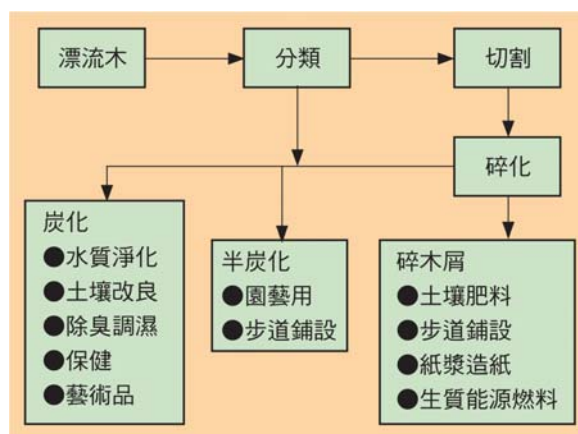 漂流木
分類
切割
碎化
炭化
●水質淨化
●土壤改良
●除臭調濕
●保健
●藝術品
半炭化
●園藝用
●步道鋪設
碎木屑
●土壤肥料
●步道鋪設
●紙漿造紙
●生質能源燃料